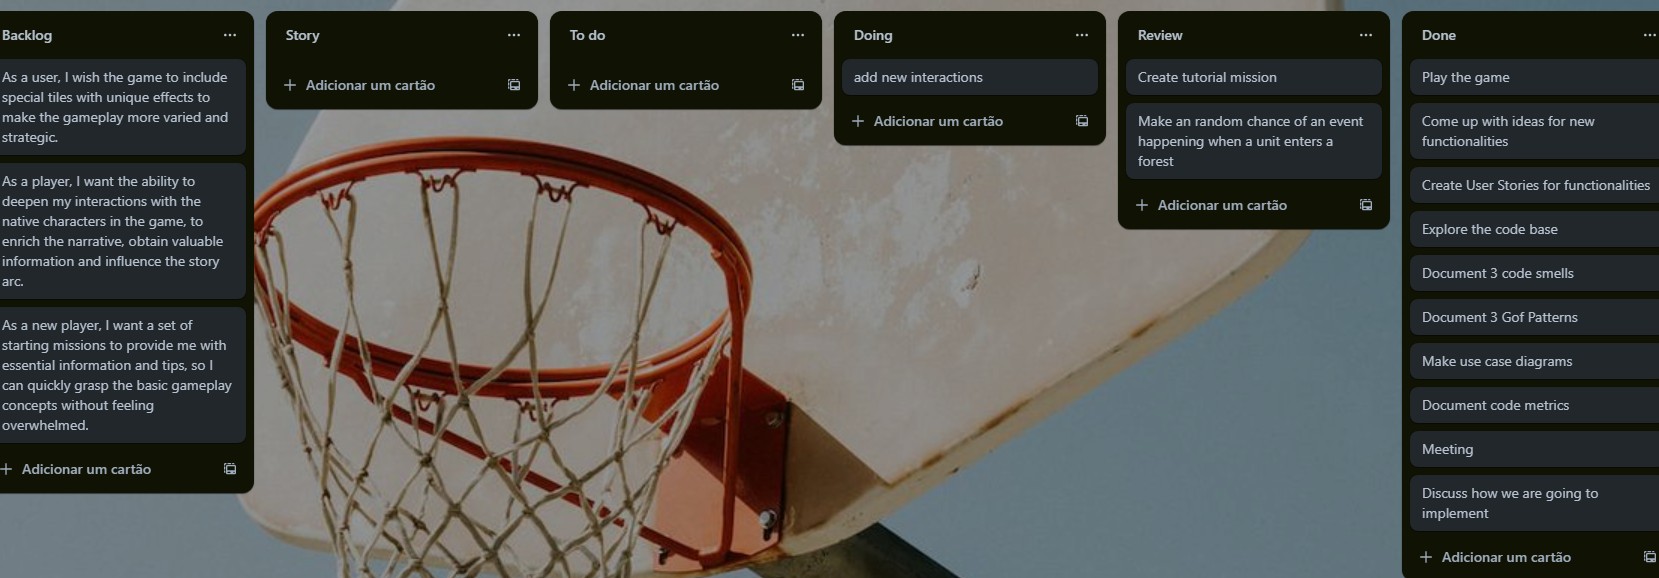 Backlog
As a user, I wish the game to include
special tiles with unique effects to
make the gameplay more varied and
strategic.
As a player, I want the ability to
deepen my interactions with the
native characters in the game, to
enrich the narrative, obtain valuable
information and influence the story
arc.
As a new player, I want a set of
starting missions to provide me with
essential information and tips, so I
can quickly grasp the basic gameplay
concepts without feeling
overwhelmed.
Adicionar um cartão
Story
Adicionar um cartão
To do
Adicionar um cartão
Doing
add new interactions
Adicionar um cartão
Review
Create tutorial mission
Make an random chance of an event
happening when a unit enters a
forest
Adicionar um cartão
Done
Play the game
Come up with ideas for new
functionalities
Create User Stories for functionalities
Explore the code base
Document 3 code smells
Document 3 Gof Patterns
Make use case diagrams
Document code metrics
Meeting
Discuss how we are going to
implement
Adicionar um cartão